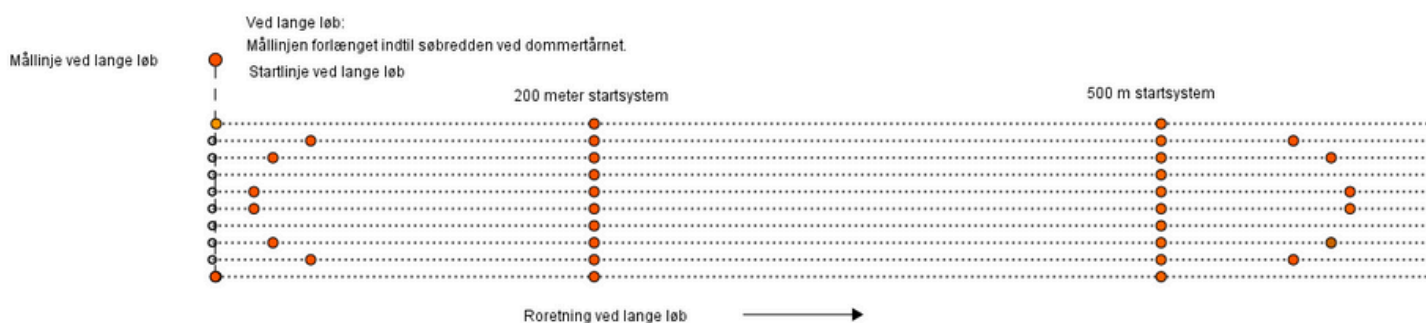 Ved lange løb:
Mållinjen forlænget indtil søbredden ved dommertårnet.
Mållinje ved lange løb
Startlinje ved lange løb
200 meter startsystem
500 m startsystem
Roretning ved lange løb